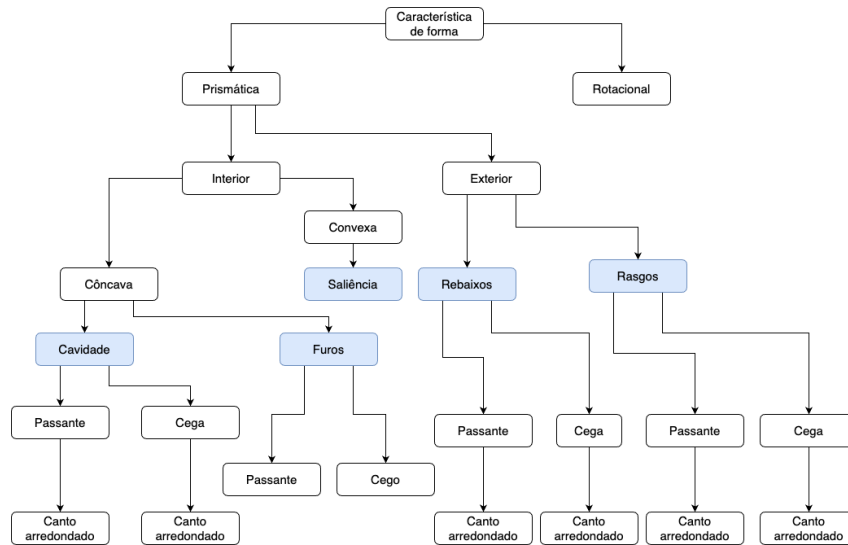 Característica
de forma
Prismática
Rotacional
Interior
Exterior
Convexa
Côncava
Saliência
Rebaixos
Rasgos
Cavidade
Furos
Passante
Cega
Passante
Cega
Passante
Cega
Passante
Cego
Canto
arredondado
Canto
arredondado
Canto
arredondado
Canto
arredondado
Canto
arredondado
Canto
arredondado